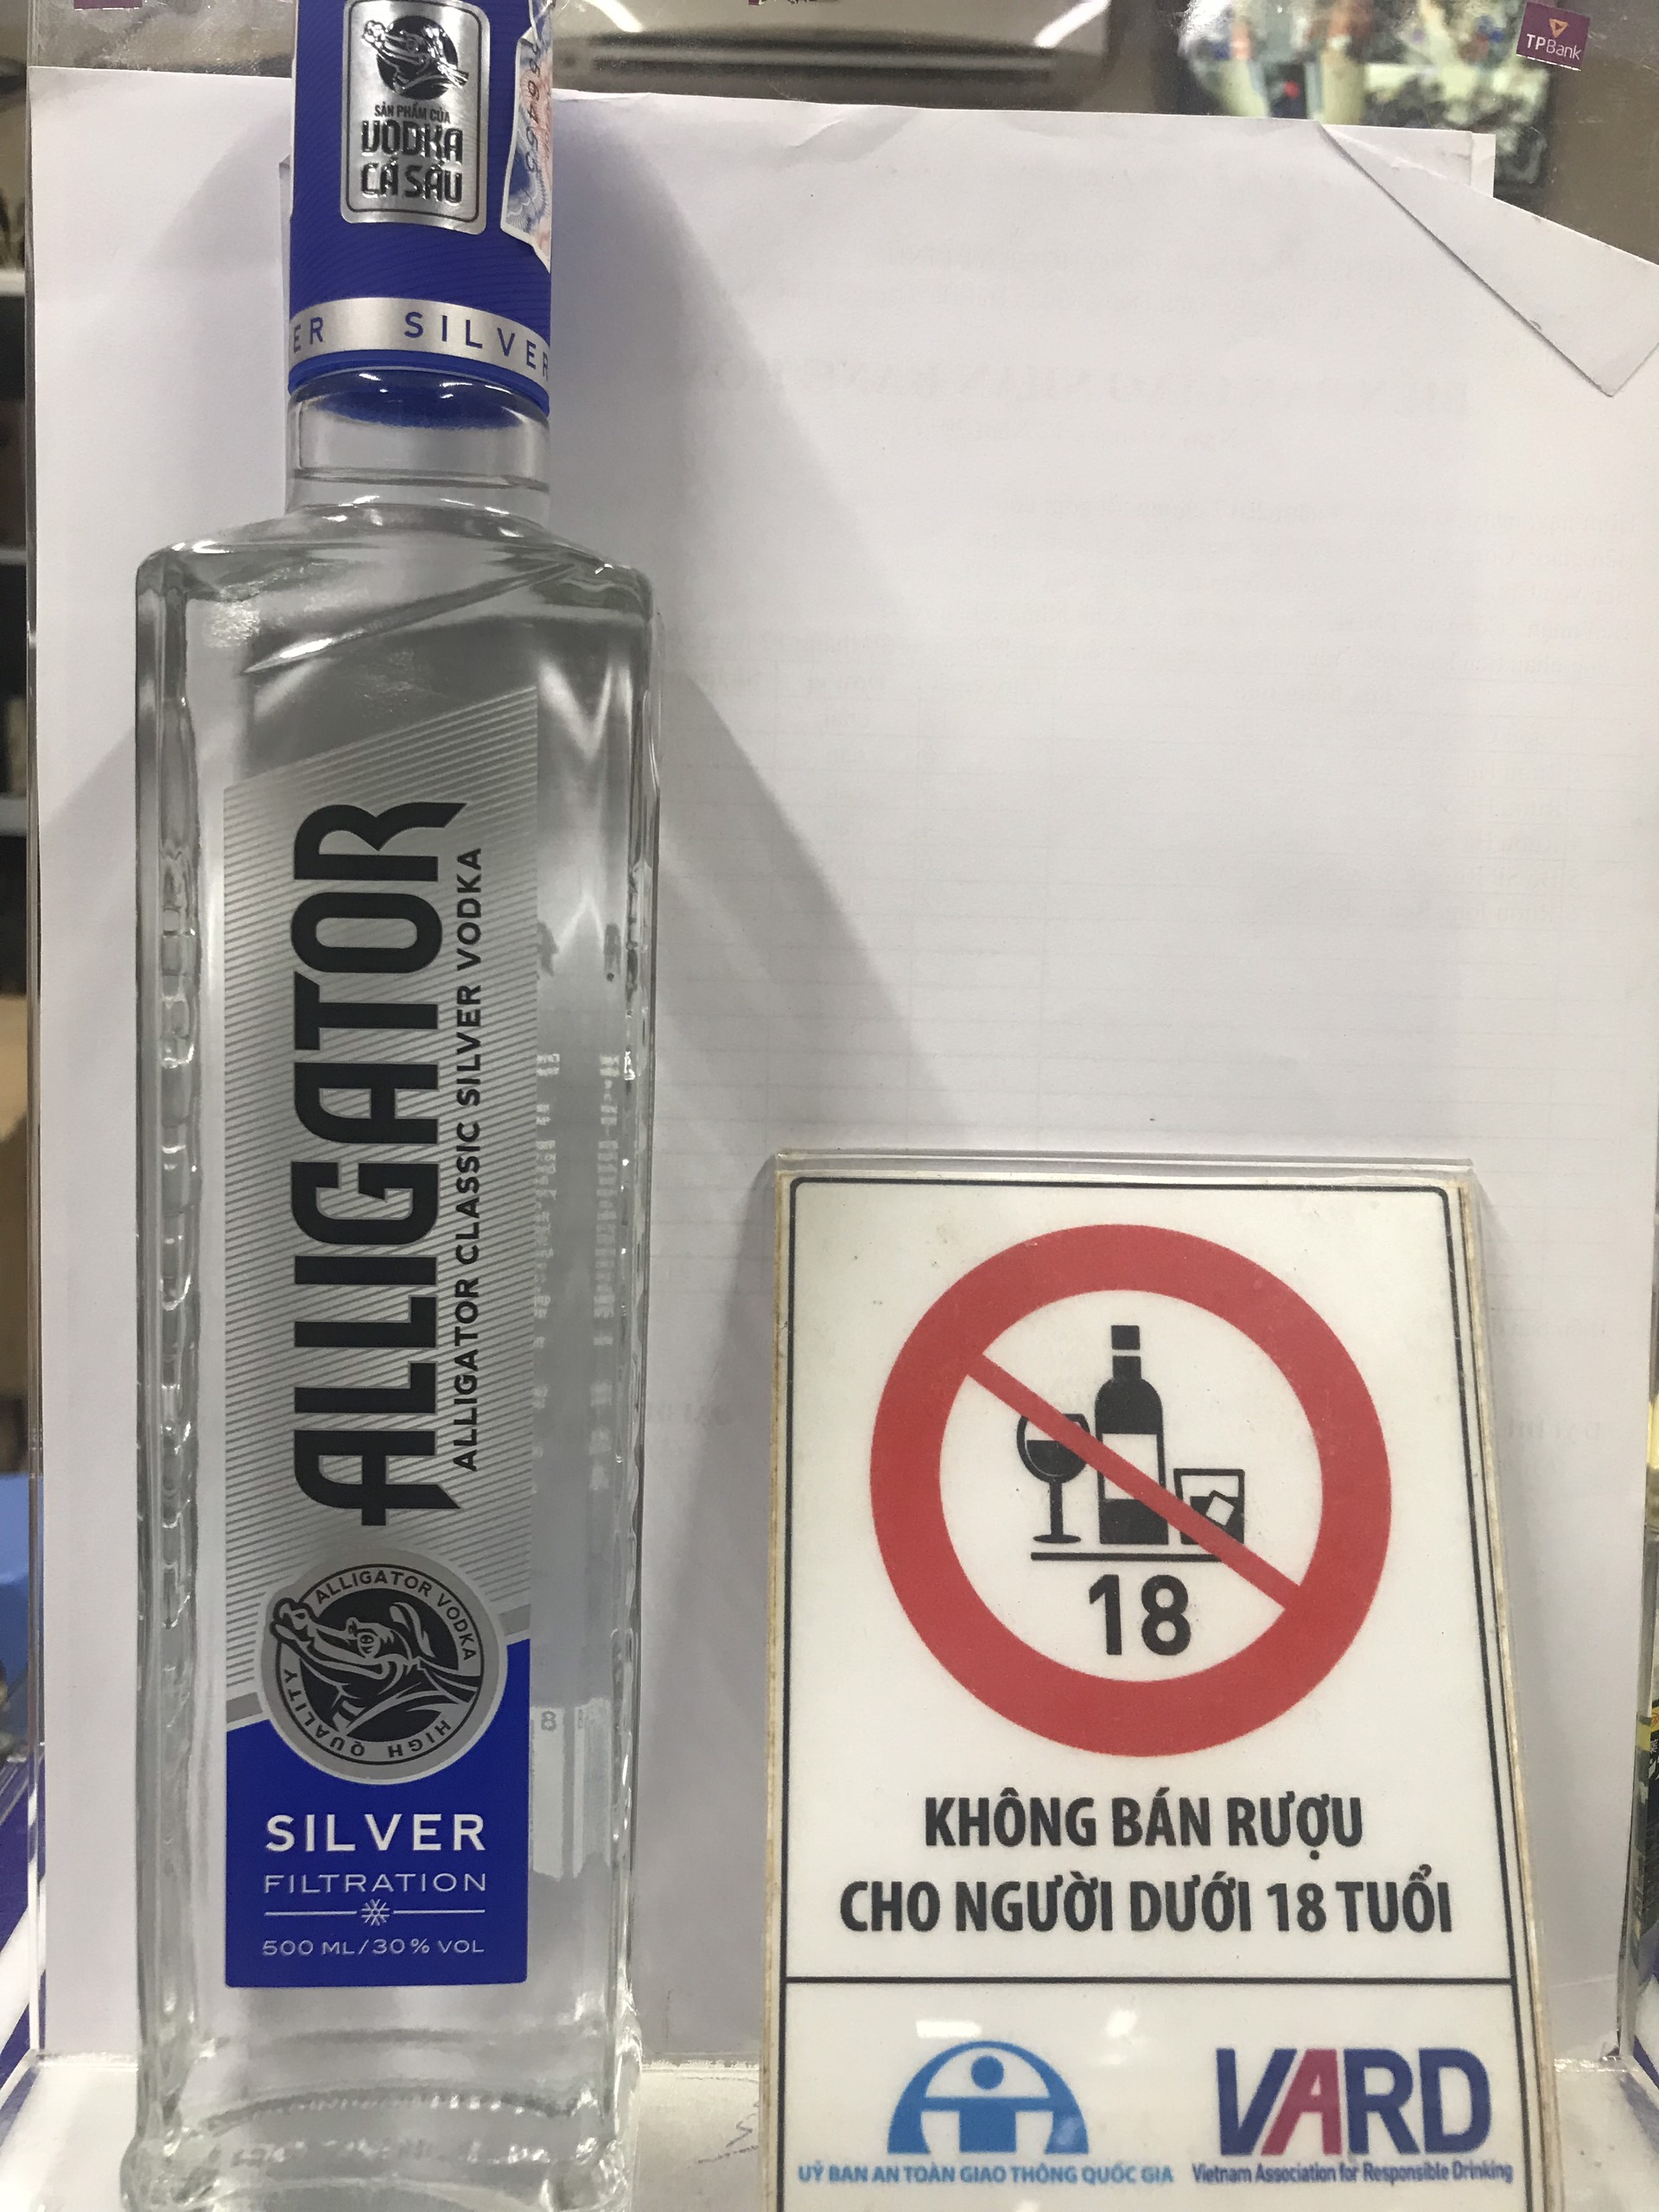 TPBank
SẢN PHẨM CỦA
VODKA
CÁ SẤU
ER SILVER
ALLIGATOR
ALLIGATOR CLASSIC SILVER VODKA
ALLIGATOR VODKA
HIGH QUALITY
SILVER
FILTRATION
500 ML/30% VOL
18
KHÔNG BÁN RƯỢU
CHO NGƯỜI DƯỚI 18 TUỔI
UỶ BAN AN TOÀN GIAO THÔNG QUỐC GIA
VARD
Vietnam Association for Responsible Drinking